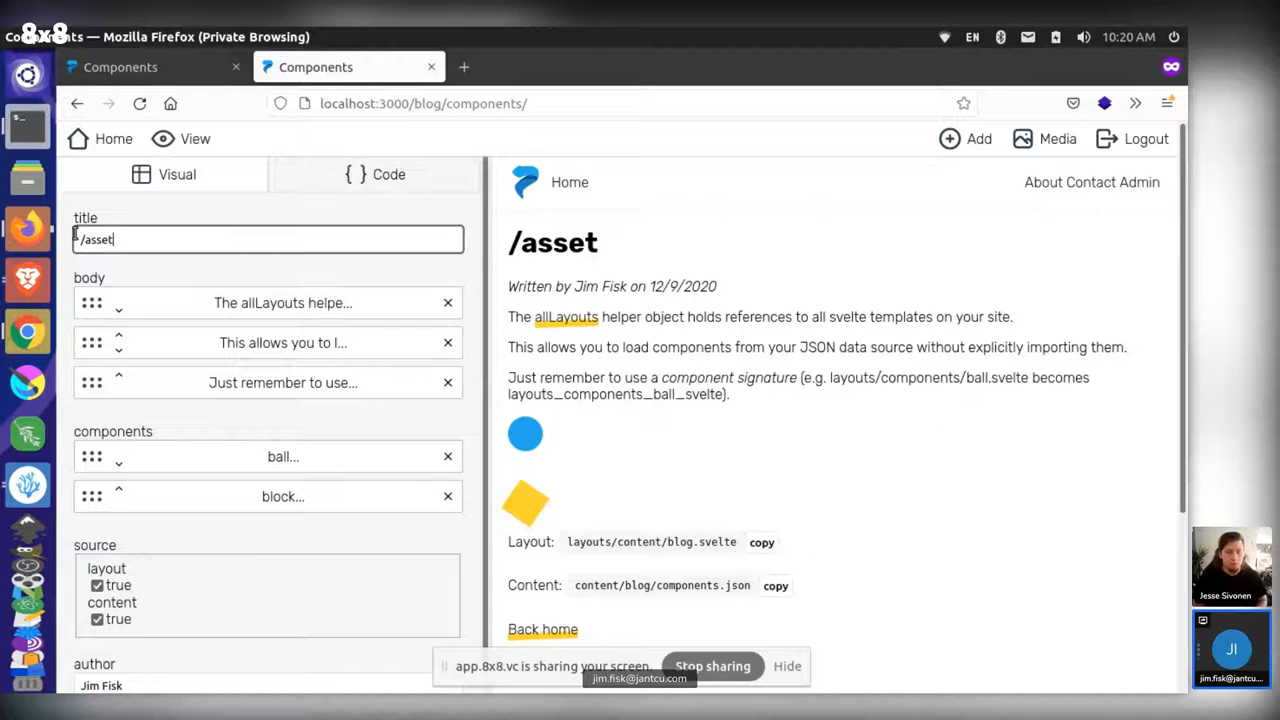 8x8
Co nts — Mozilla Firefox (Private Browsing)
EN
10:20 AM
Components
Components
localhost:3000/blog/components/
Home
View
Add
Media
Logout
Visual
{ } Code
title
/asset
body
The allLayouts helpe...
This allows you to l...
Just remember to use...
components
ball...
block...
source
layout
true
content
true
author
Jim Fisk
Home
About Contact Admin
/asset
Written by Jim Fisk on 12/9/2020
The allLayouts helper object holds references to all svelte templates on your site.
This allows you to load components from your JSON data source without explicitly importing them.
Just remember to use a component signature (e.g. layouts/components/ball.svelte becomes
layouts_components_ball_svelte).
Layout: layouts/content/blog.svelte copy
Content: content/blog/components.json copy
Back home
app.8x8.vc is sharing your screen.
Stop sharing
Hide
jim.fisk@jantcu.com
Jesse Sivonen
JI
jim.fisk@jantcu....